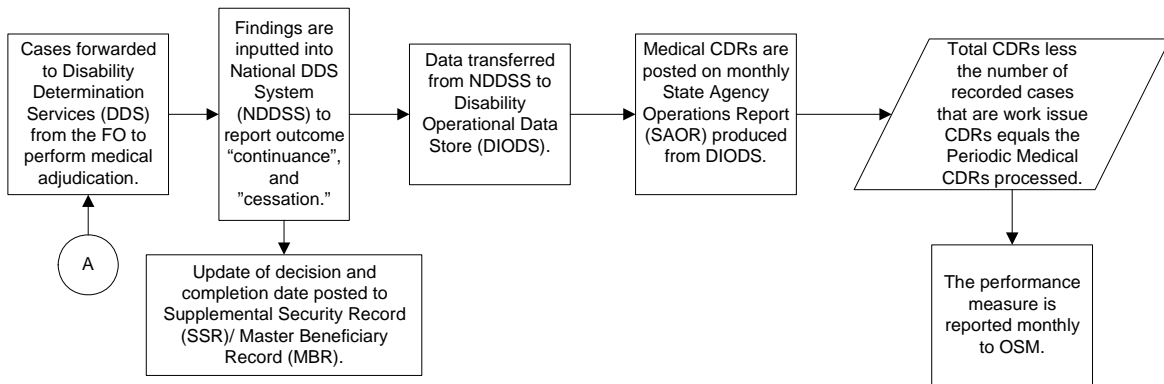 Cases forwarded
to Disability
Determination
Services (DDS)
from the FO to
perform medical
adjudication.
A
Findings are
inputted into
National DDS
System
(NDDSS) to
report outcome
“continuance”,
and
”cessation.”
Update of decision and
completion date posted to
Supplemental Security Record
(SSR)/ Master Beneficiary
Record (MBR).
Data transferred
from NDDSS to
Disability
Operational Data
Store (DIODS).
Medical CDRs are
posted on monthly
State Agency
Operations Report
(SAOR) produced
from DIODS.
Total CDRs less
the number of
recorded cases
that are work issue
CDRs equals the
Periodic Medical
CDRs processed.
The performance
measure is
reported monthly
to OSM.